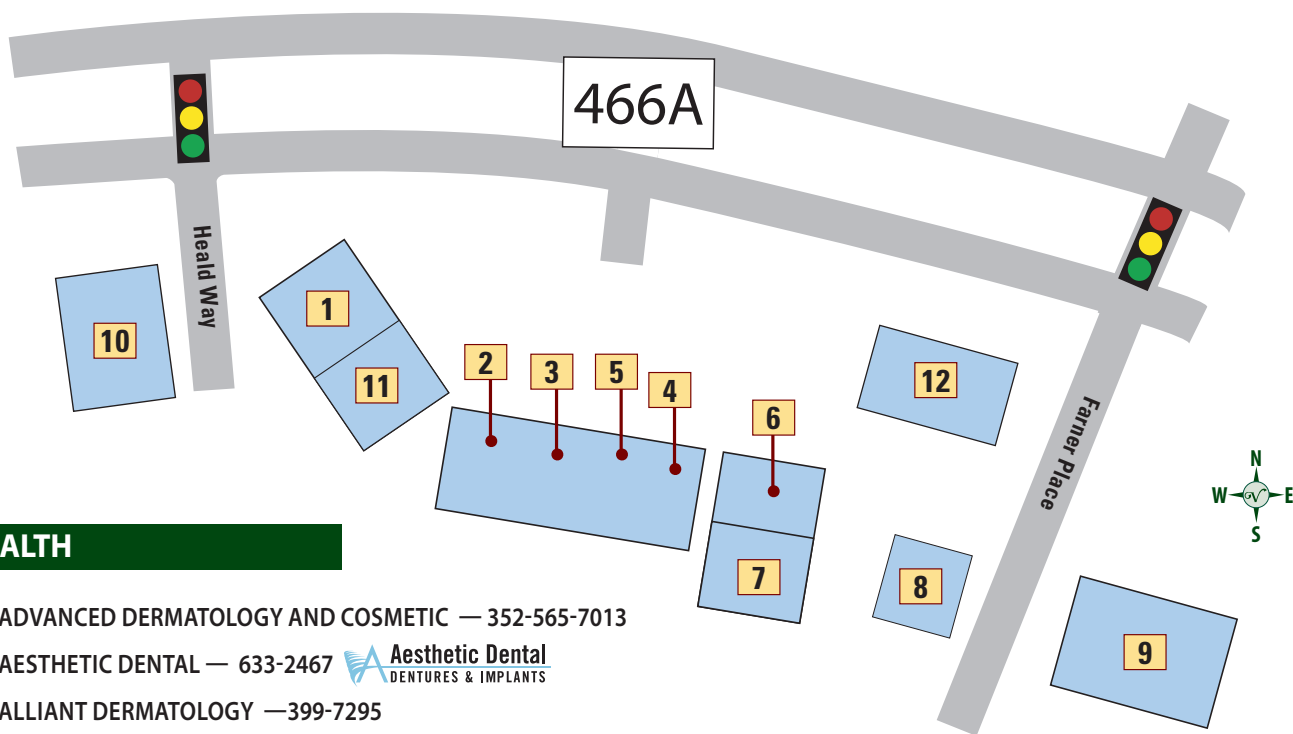 466A
Heald Way
Farner Place
1
10
11
2
3
5
4
6
12
7
8
9
N
W
E
S
ALTH
ADVANCED DERMATOLOGY AND COSMETIC — 352-565-7013
AESTHETIC DENTAL — 633-2467 Aesthetic Dental
DENTURES & IMPLANTS
ALLIANT DERMATOLOGY —399-7295